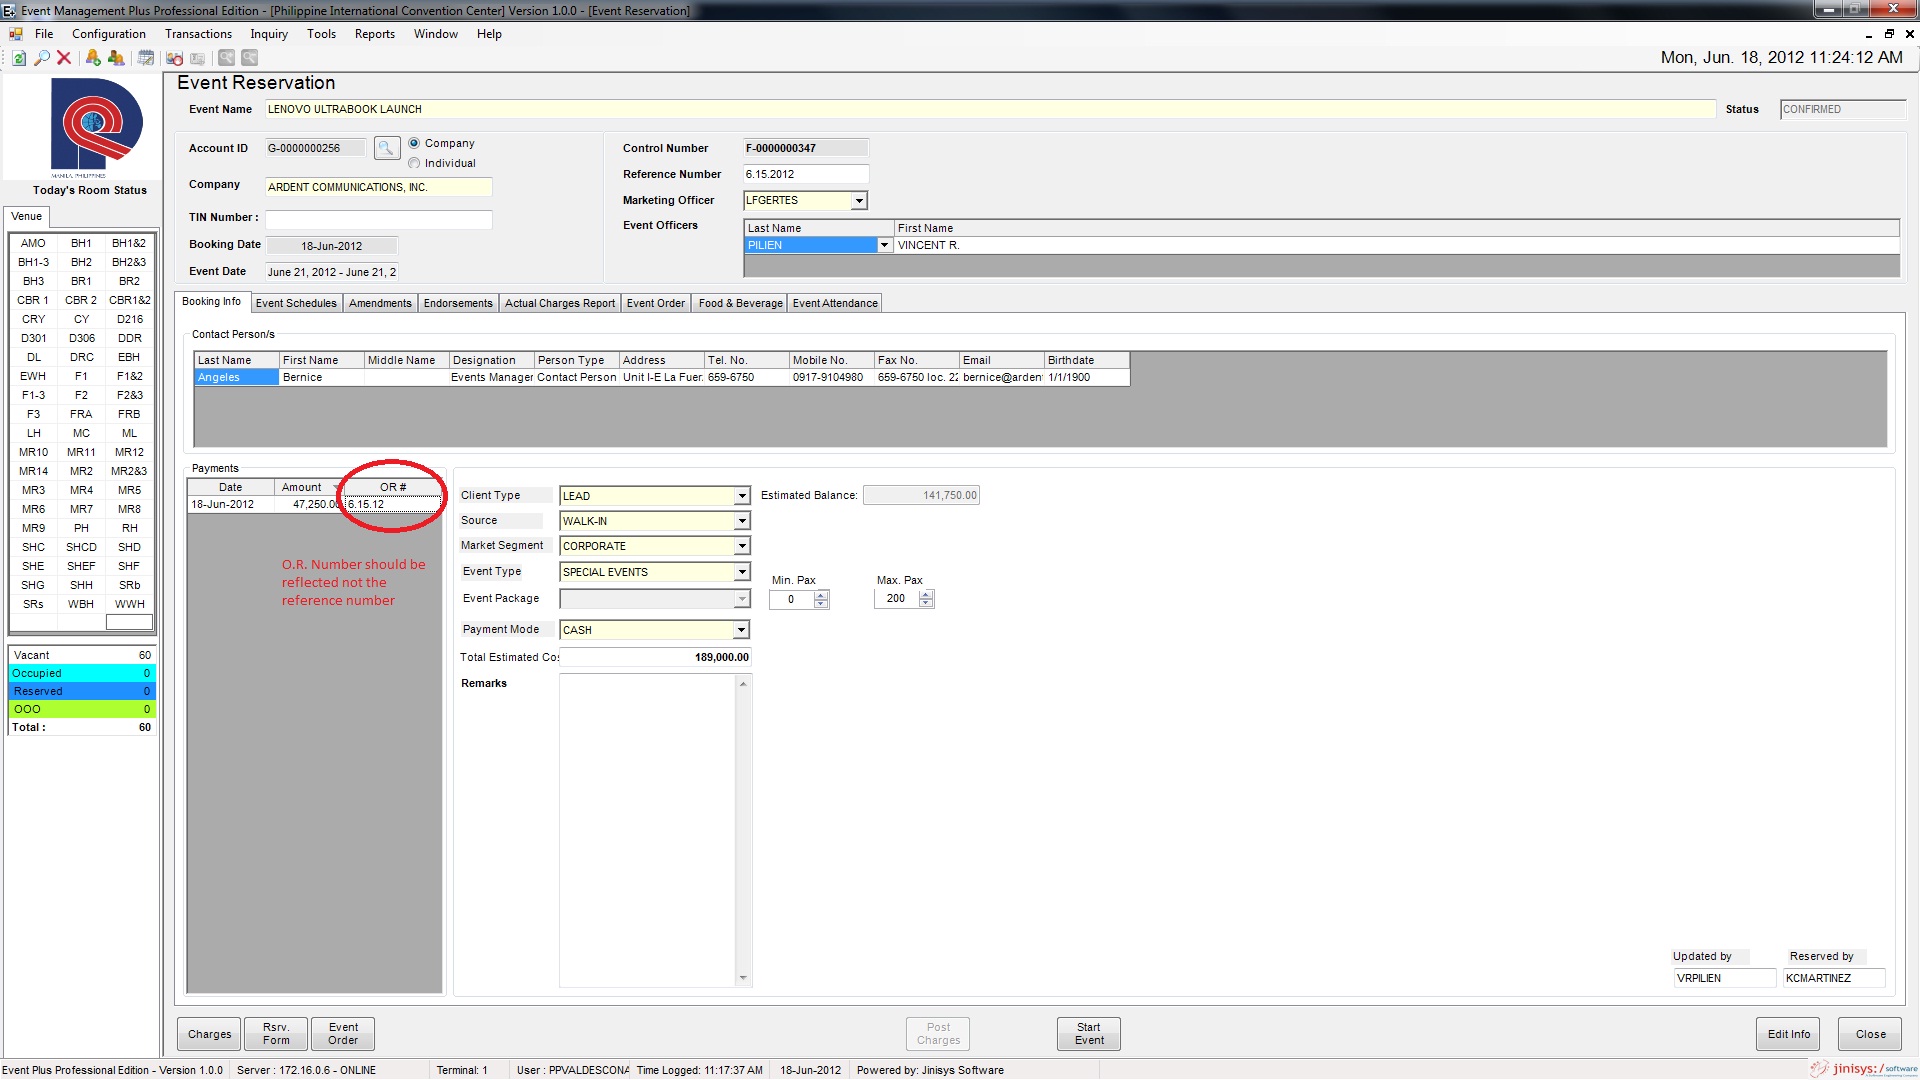 Event Management Plus Professional Edition - [Philippine International Convention Center] Version 1.0.0 - [Event Reservation]
File Configuration Transactions Inquiry Tools Reports Window Help
Mon, Jun. 18, 2012 11:24:12 AM
MANILA, PHILIPPINES
Today's Room Status
Venue
AMO BH1 BH1&2
BH1-3 BH2 BH2&3
BH3 BR1 BR2
CBR 1 CBR 2 CBR1&2
CRY CY D216
D301 D306 DDR
DL DRC EBH
EWH F1 F1&2
F1-3 F2 F2&3
F3 FRA FRB
LH MC ML
MR10 MR11 MR12
MR14 MR2 MR2&3
MR3 MR4 MR5
MR6 MR7 MR8
MR9 PH RH
SHC SHCD SHD
SHE SHEF SHF
SHG SHH SRb
SRs WBH WWH
Vacant 60
Occupied 0
Reserved 0
OOO 0
Total : 60
Event Reservation
Event Name LENOVO ULTRABOOK LAUNCH Status CONFIRMED
Account ID G-0000000256 Company
Individual
Company ARDENT COMMUNICATIONS, INC.
TIN Number :
Booking Date 18-Jun-2012
Event Date June 21, 2012 - June 21, 2
Control Number F-0000000347
Reference Number 6.15.2012
Marketing Officer LFGERTES
Event Officers Last Name First Name
PILIEN VINCENT R.
Booking Info Event Schedules Amendments Endorsements Actual Charges Report Event Order Food & Beverage Event Attendance
Contact Person/s
Last Name First Name Middle Name Designation Person Type Address Tel. No. Mobile No. Fax No. Email Birthdate
Angeles Bernice Events Manager Contact Person Unit I-E La Fuer. 659-6750 0917-9104980 659-6750 loc. 22 bernice@arden 1/1/1900
Payments
Date Amount OR #
18-Jun-2012 47,250.00 6.15.12
O.R. Number should be
reflected not the
reference number
Client Type LEAD Estimated Balance: 141,750.00
Source WALK-IN
Market Segment CORPORATE
Event Type SPECIAL EVENTS
Min. Pax Max. Pax
Event Package 0 200
Payment Mode CASH
Total Estimated Co 189,000.00
Remarks
Updated by Reserved by
VRPILIEN KCMARTINEZ
Charges Rsrv. Form Event Order Post Charges Start Event Edit Info Close
Event Plus Professional Edition - Version 1.0.0 Server : 172.16.0.6 - ONLINE Terminal: 1 User : PPVALDESCONA Time Logged: 11:17:37 AM 18-Jun-2012 Powered by: Jinisys Software
jinisys:/ software